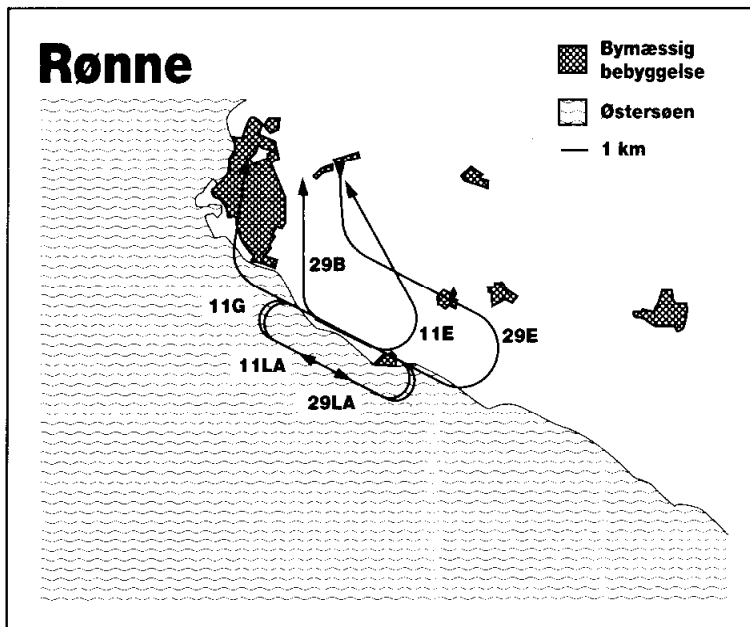 Rønne
Bymæssig
bebyggelse
Østersøen
1 km
29B
11G
11E
29E
11LA
29LA